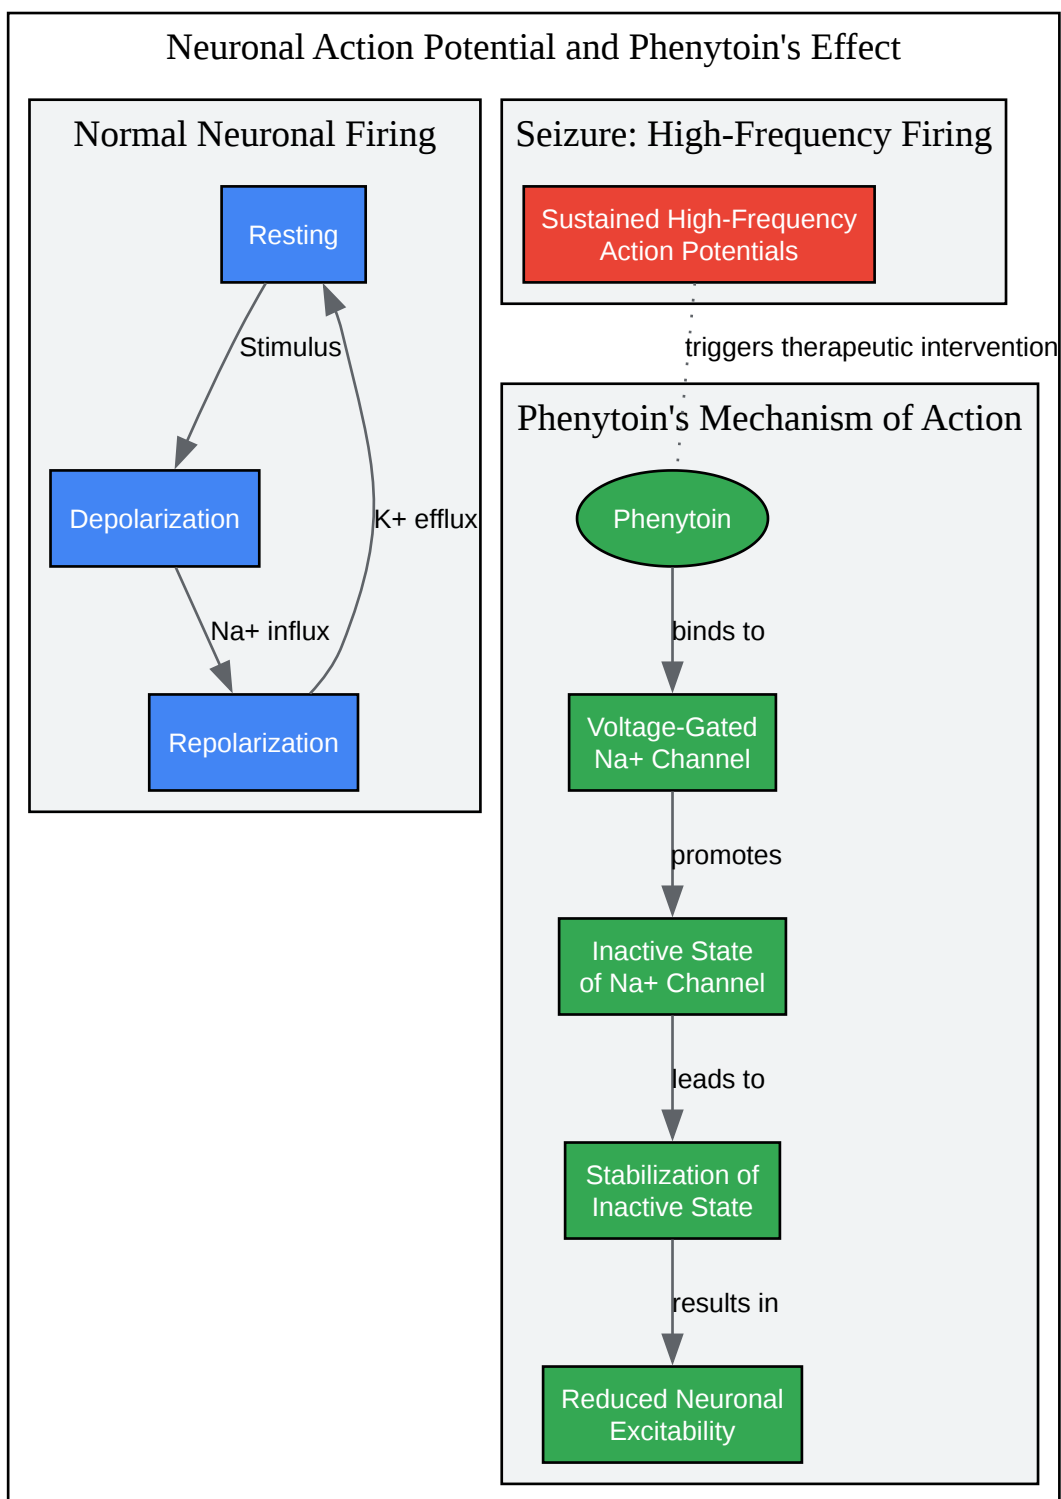 Neuronal Action Potential and Phenytoin's Effect
Normal Neuronal Firing
Resting
Stimulus
Depolarization
K+ efflux
Na+ influx
Repolarization
Seizure: High-Frequency Firing
Sustained High-Frequency
Action Potentials
triggers therapeutic intervention
Phenytoin's Mechanism of Action
Phenytoin
binds to
Voltage-Gated
Na+ Channel
promotes
Inactive State
of Na+ Channel
leads to
Stabilization of
Inactive State
results in
Reduced Neuronal
Excitability